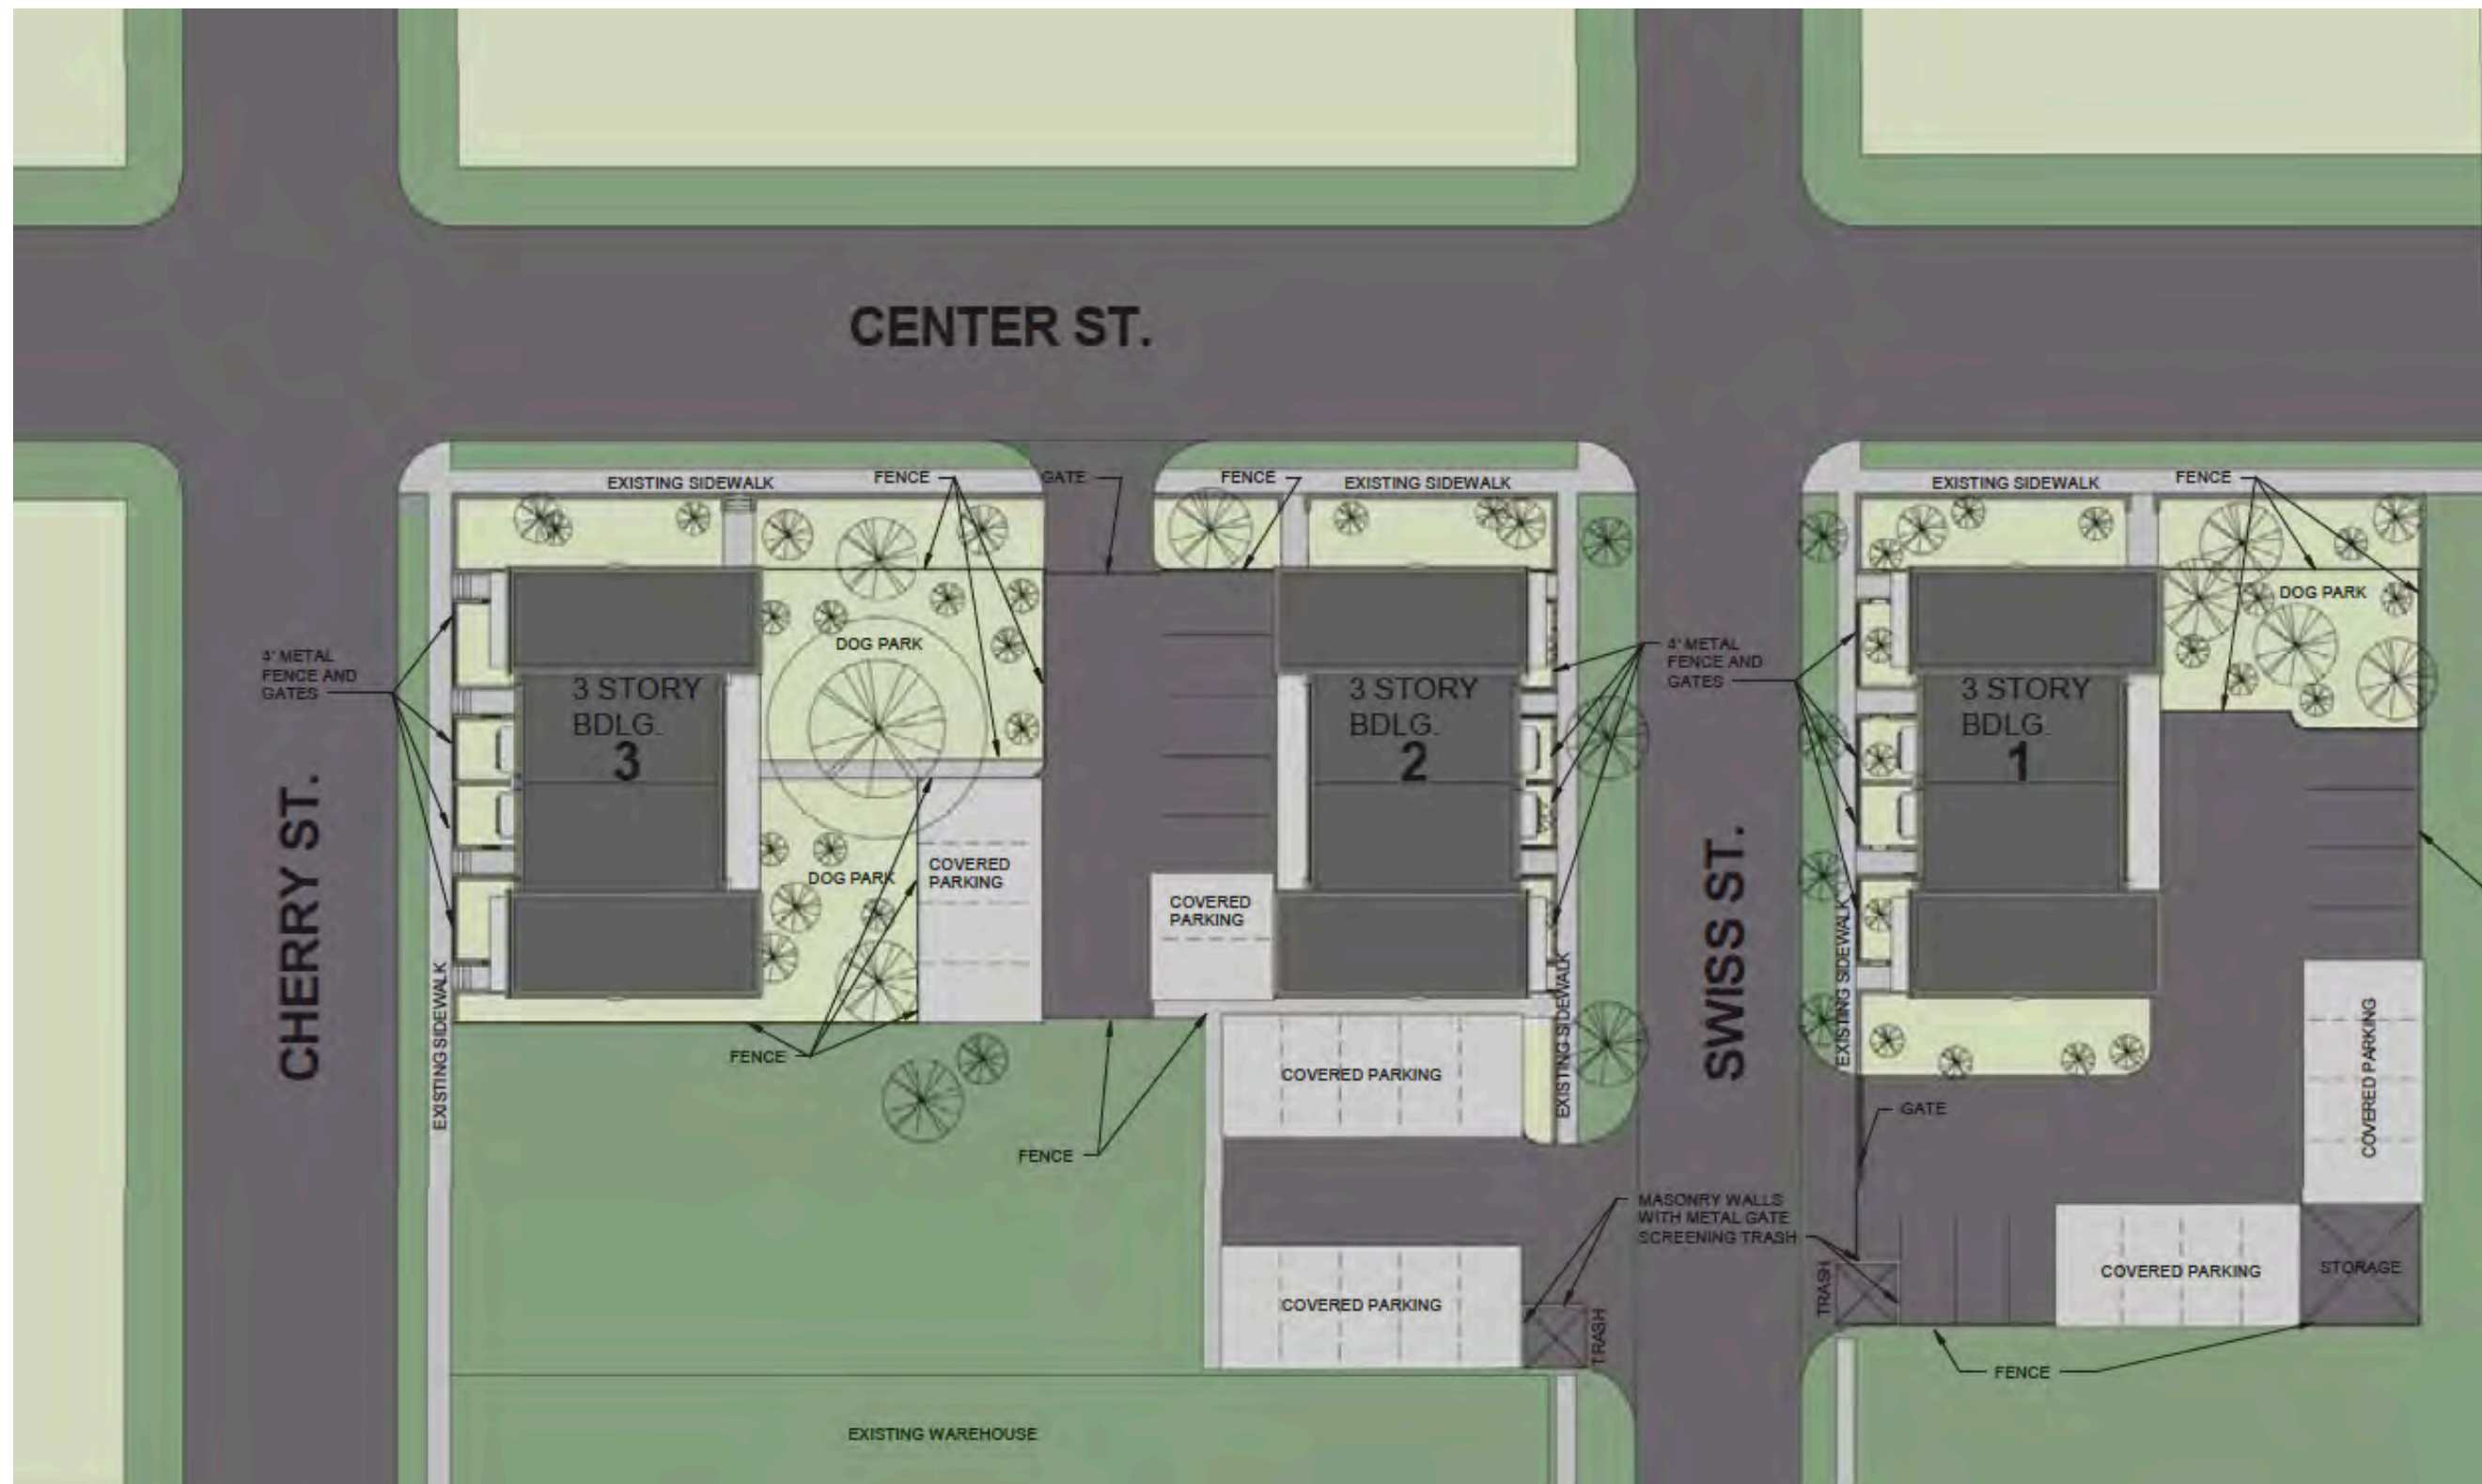 CENTER ST.
EXISTING SIDEWALK
FENCE
GATE
FENCE
EXISTING SIDEWALK
EXISTING SIDEWALK
FENCE
DOG PARK
DOG PARK
4' METAL
FENCE AND
GATES
4' METAL
FENCE AND
GATES
3 STORY
BDLG.
3
3 STORY
BDLG.
2
3 STORY
BDLG.
1
CHERRY ST.
SWISS ST.
COVERED
PARKING
DOG PARK
COVERED
PARKING
EXISTING SIDEWALK
EXISTING SIDEWALK
EXISTING SIDEWALK
FENCE
COVERED PARKING
COVERED PARKING
GATE
FENCE
MASONRY WALLS
WITH METAL GATE
SCREENING TRASH
COVERED PARKING
TRASH
TRASH
COVERED PARKING
STORAGE
FENCE
EXISTING WAREHOUSE